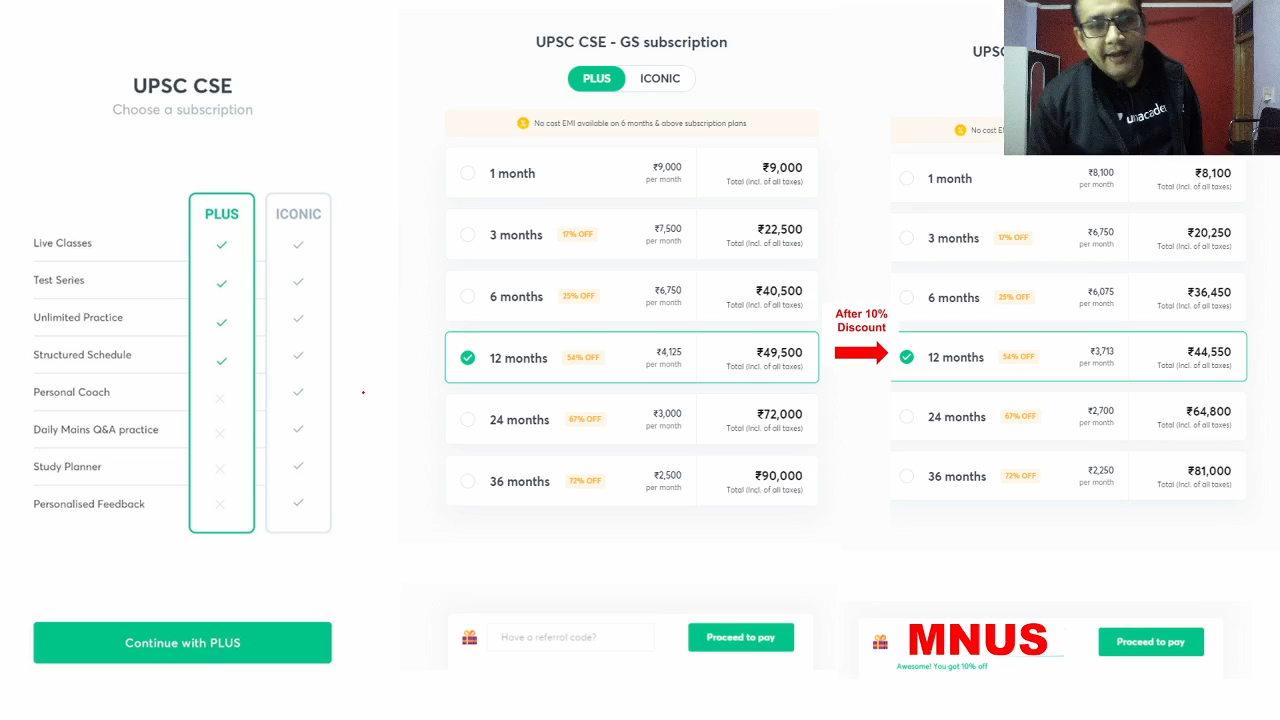 UPSC CSE
Choose a subscription
PLUS
ICONIC
Live Classes
Test Series
Unlimited Practice
Structured Schedule
Personal Coach
Daily Mains Q&A practice
Study Planner
Personalised Feedback
Continue with PLUS
UPSC CSE - GS subscription
PLUS
ICONIC
No cost EMI available on 6 months & above subscription plans
1 month
₹9,000
per month
₹9,000
Total (Incl. of all taxes)
3 months
17% OFF
₹7,500
per month
₹22,500
Total (Incl. of all taxes)
6 months
25% OFF
₹6,750
per month
₹40,500
Total (Incl. of all taxes)
12 months
54% OFF
₹4,125
per month
₹49,500
Total (Incl. of all taxes)
24 months
67% OFF
₹3,000
per month
₹72,000
Total (Incl. of all taxes)
36 months
72% OFF
₹2,500
per month
₹90,000
Total (Incl. of all taxes)
Have a referral code?
Proceed to pay
After 10%
Discount
UPSC
No cost
1 month
₹8,100
per month
₹8,100
Total (Incl. of all taxes)
3 months
17% OFF
₹6,750
per month
₹20,250
Total (Incl. of all taxes)
6 months
25% OFF
₹6,075
per month
₹36,450
Total (Incl. of all taxes)
12 months
54% OFF
₹3,713
per month
₹44,550
Total (Incl. of all taxes)
24 months
67% OFF
₹2,700
per month
₹64,800
Total (Incl. of all taxes)
36 months
72% OFF
₹2,250
per month
₹81,000
Total (Incl. of all taxes)
MNUS
Proceed to pay
Awesome! You got 10% off